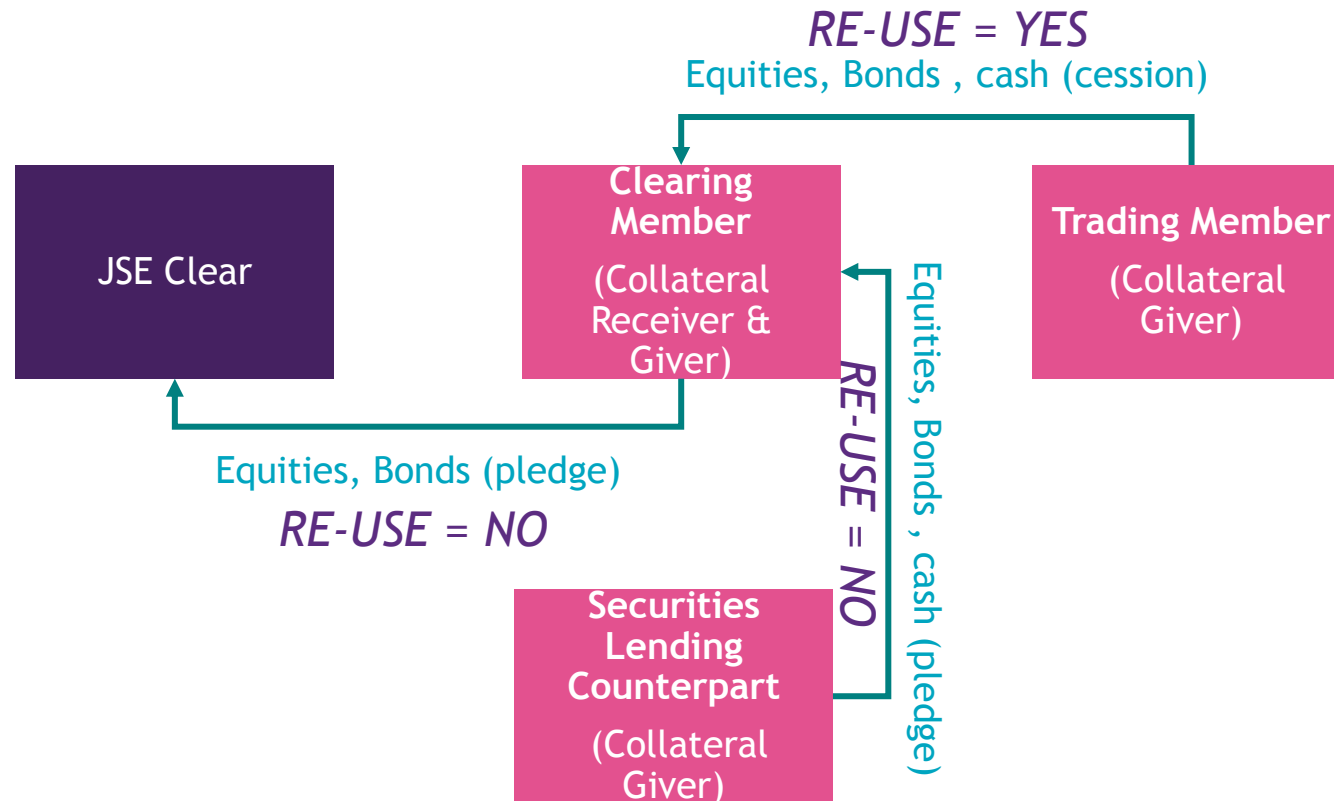 RE-USE = YES
Equities, Bonds , cash (cession)
JSE Clear
Clearing
Member
(Collateral
Receiver &
Giver)
Trading Member
(Collateral
Giver)
Equities, Bonds , cash (pledge)
RE-USE = NO
Equities, Bonds (pledge)
RE-USE = NO
Securities
Lending
Counterpart
(Collateral
Giver)